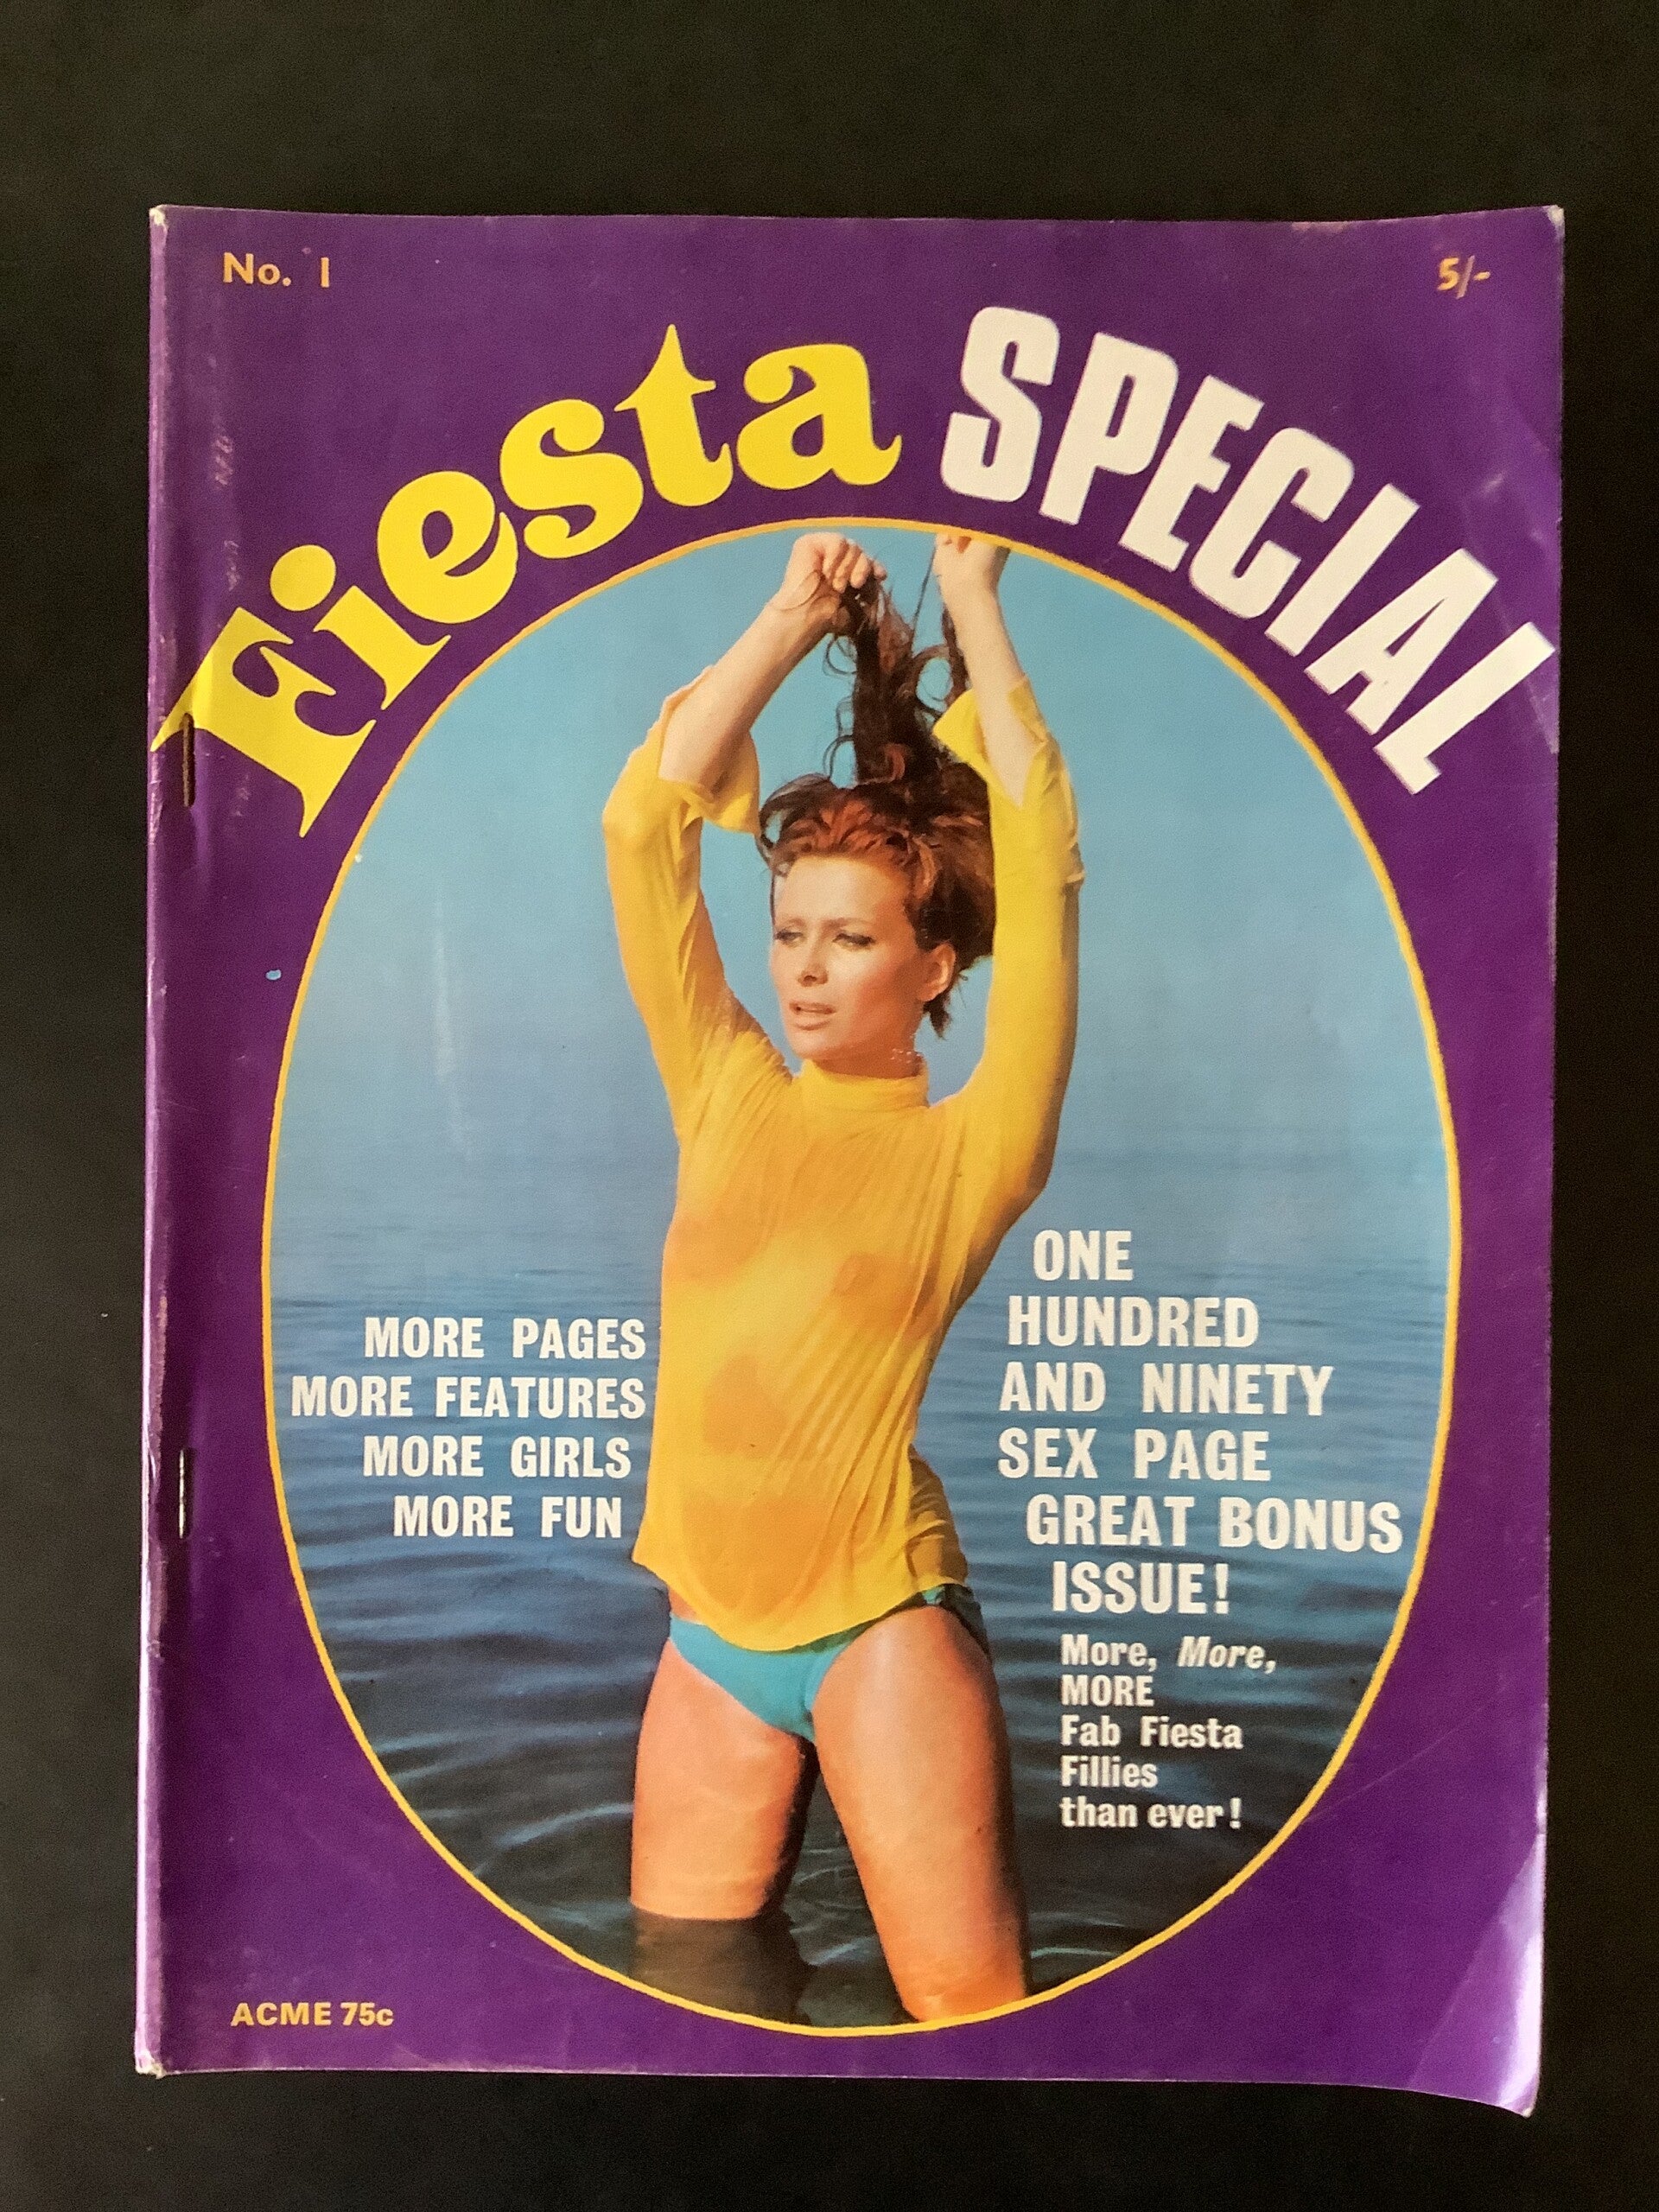 No. 1
5/-
Fiesta SPECIAL
MORE PAGES
MORE FEATURES
MORE GIRLS
MORE FUN
ONE
HUNDRED
AND NINETY
SEX PAGE
GREAT BONUS
ISSUE!
More, More,
MORE
Fab Fiesta
Fillies
than ever!
ACME 75c